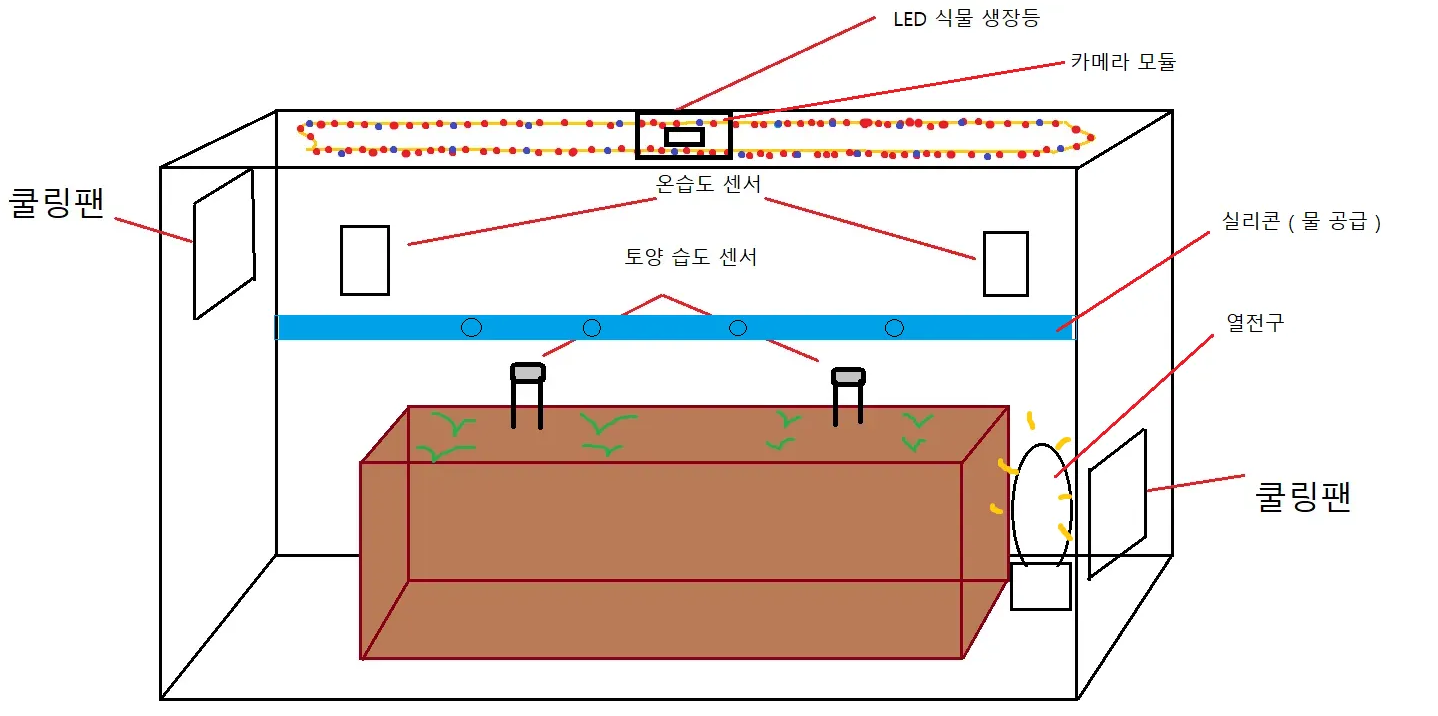 LED 식물 생장등
카메라 모듈
온습도 센서
쿨링팬
실리콘 ( 물 공급 )
토양 습도 센서
열전구
쿨링팬